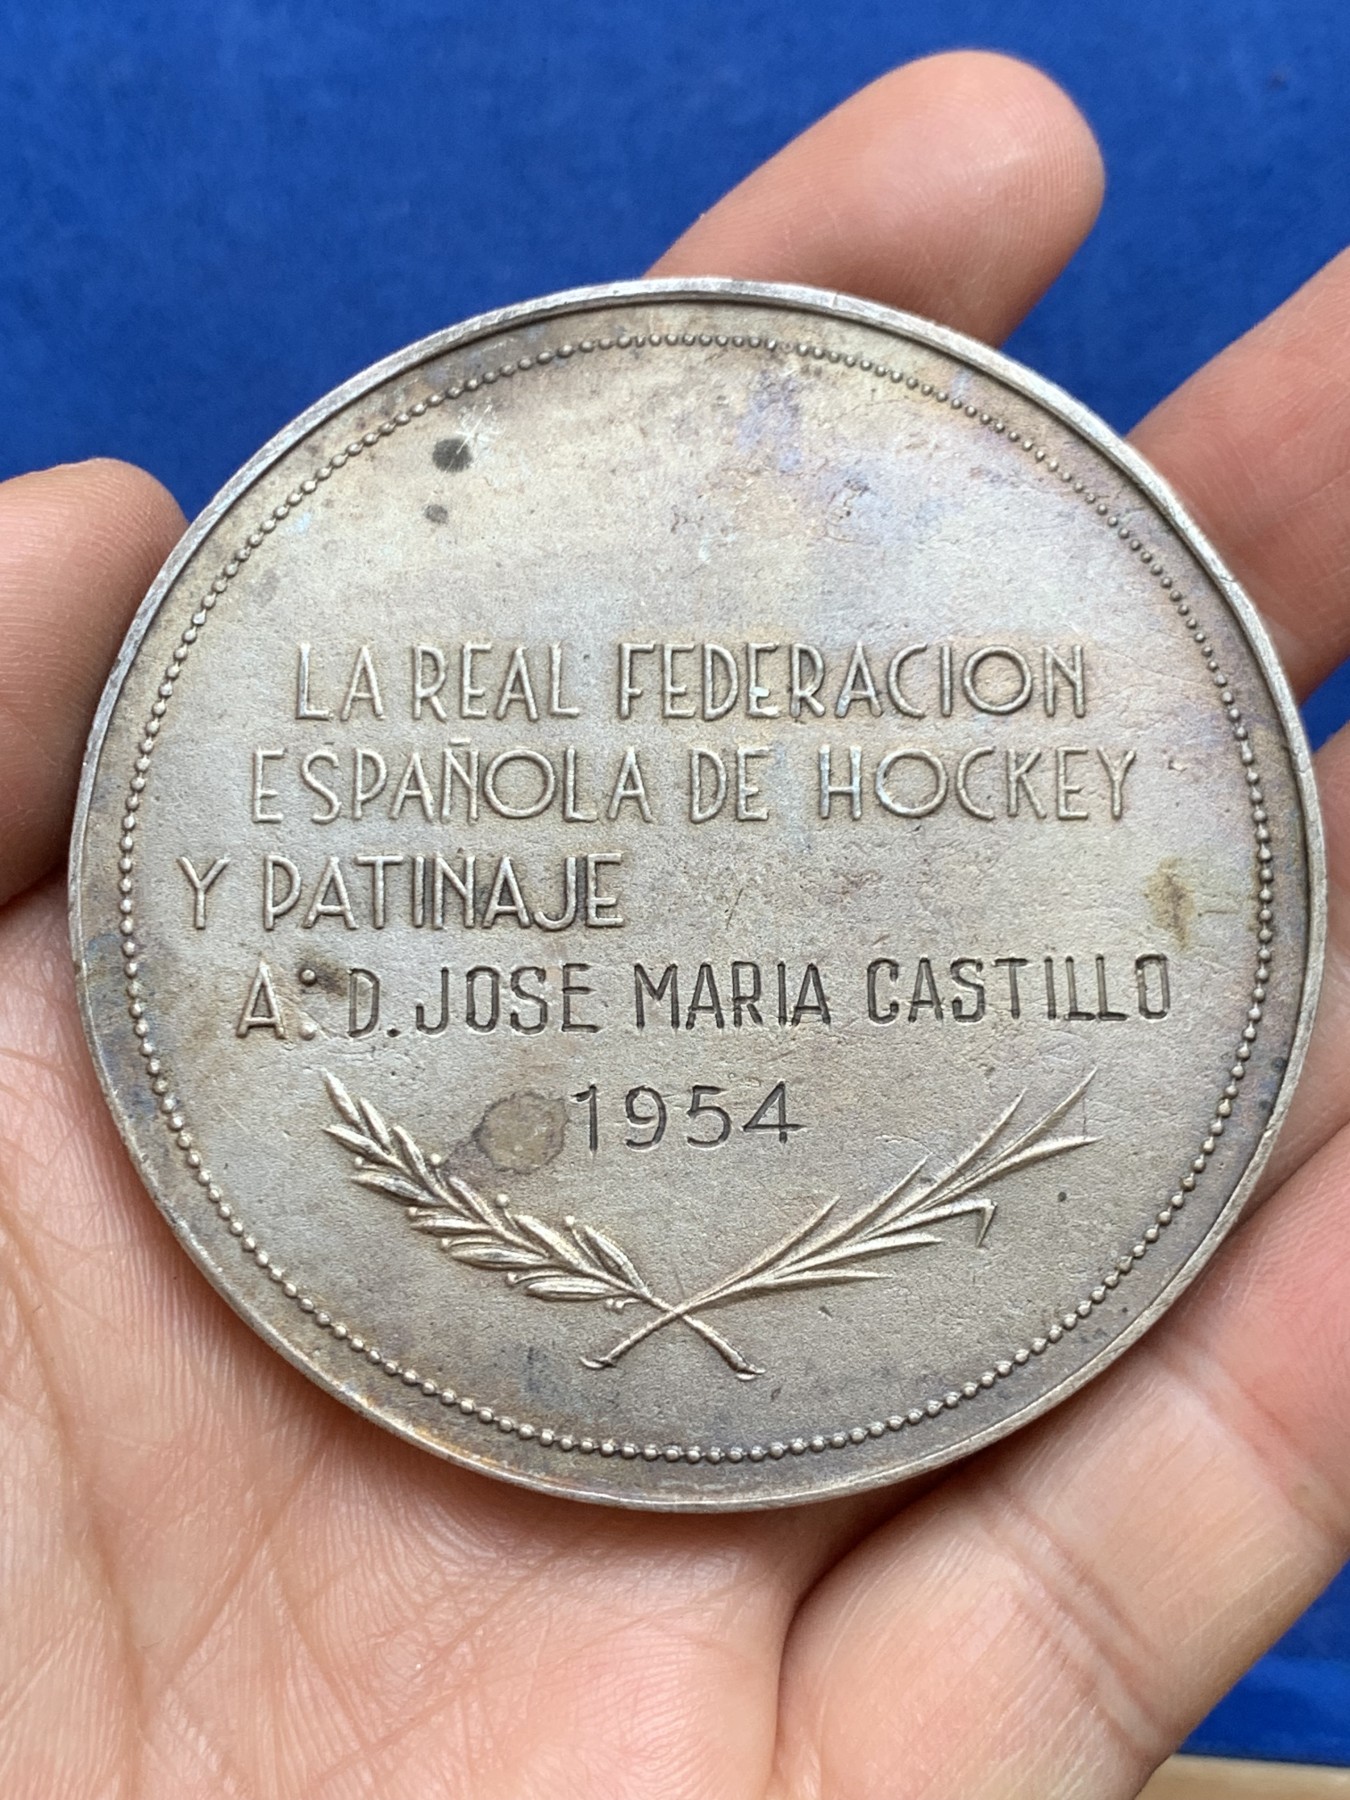 LA REAL FEDERACION
ESPAÑOLA DE HOCKEY
Y PATINAJE
A: D. JOSE MARIA CASTILLO
1954